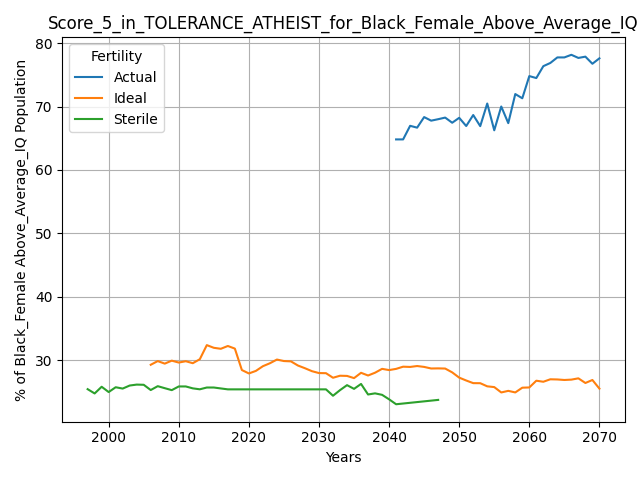 Score_5_in_TOLERANCE_ATHEIST_for_Black_Female_Above_Average_IQ
% of Black_Female Above_Average_IQ Population
80
70
60
50
40
30
Fertility
Actual
Ideal
Sterile
2000 2010 2020 2030 2040 2050 2060 2070
Years